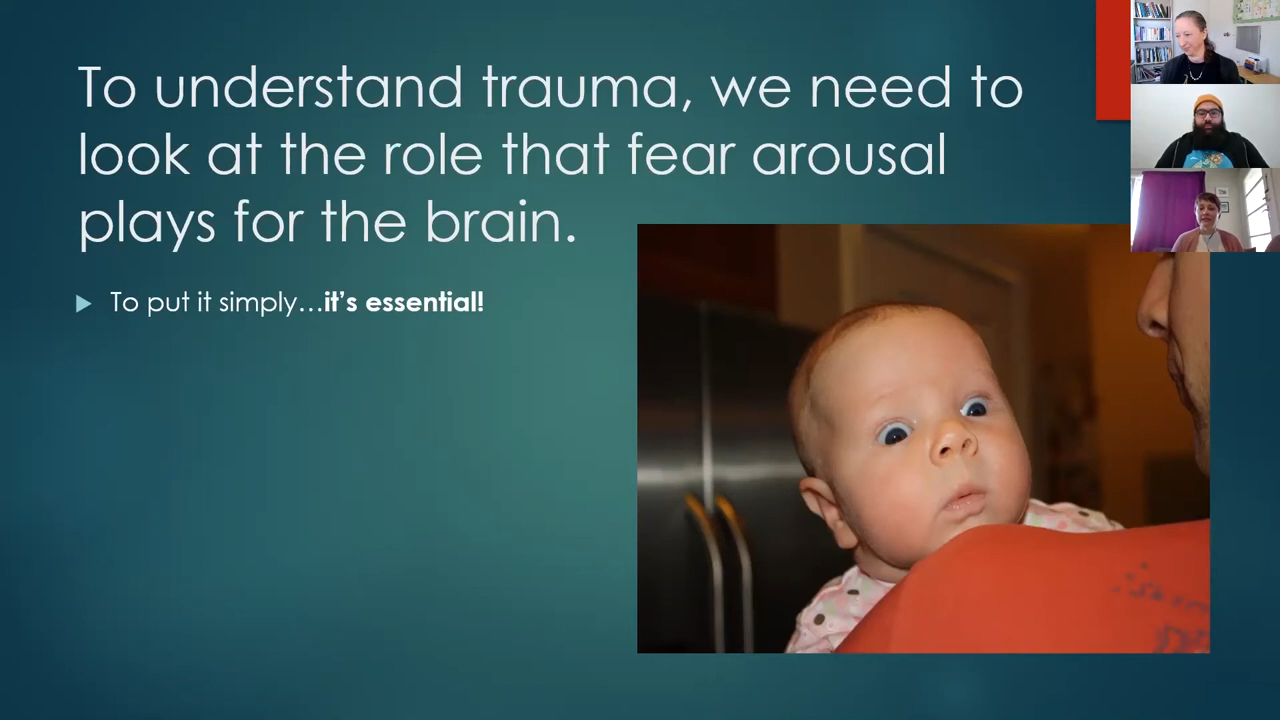 To understand trauma, we need to
look at the role that fear arousal
plays for the brain.
To put it simply…it’s essential!